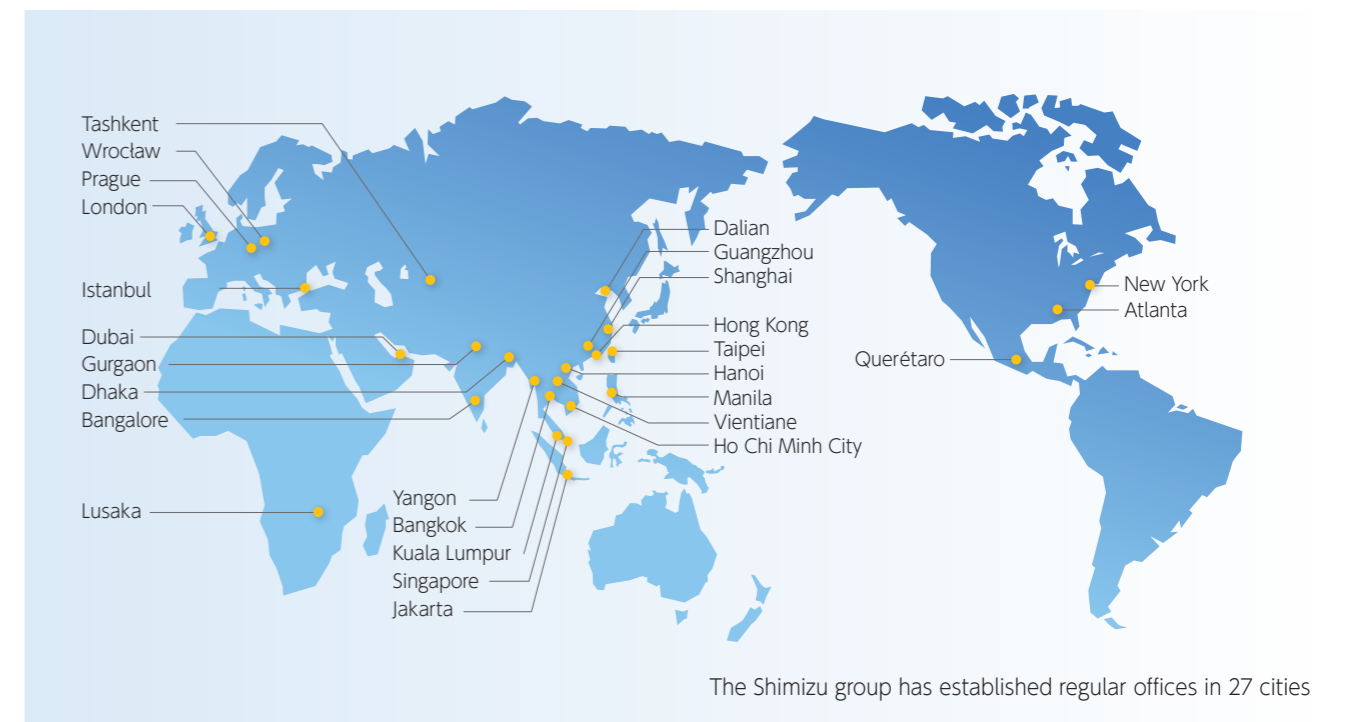 Tashkent
Wrocław
Prague
London
Istanbul
Dubai
Gurgaon
Dhaka
Bangalore
Lusaka
Yangon
Bangkok
Kuala Lumpur
Singapore
Jakarta
Dalian
Guangzhou
Shanghai
Hong Kong
Taipei
Hanoi
Manila
Vientiane
Ho Chi Minh City
New York
Atlanta
Querétaro
The Shimizu group has established regular offices in 27 cities